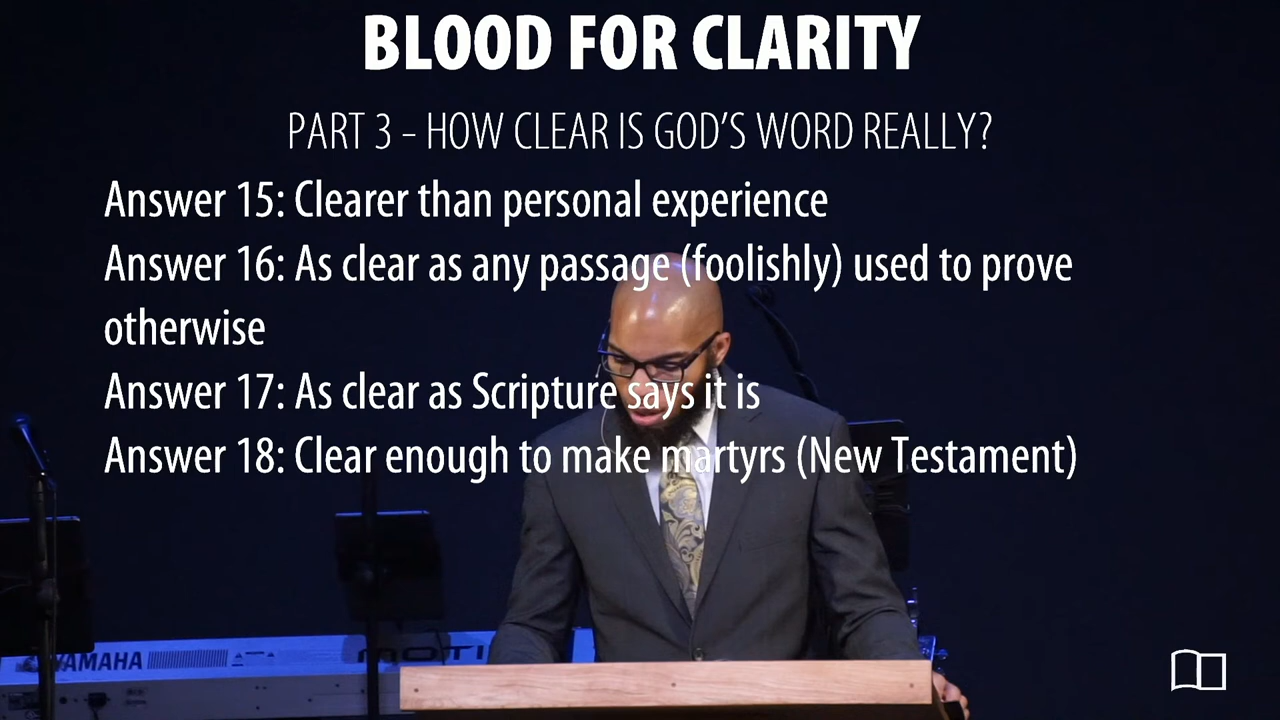 BLOOD FOR CLARITY
PART 3 – HOW CLEAR IS GOD'S WORD REALLY?
Answer 15: Clearer than personal experience
Answer 16: As clear as any passage (foolishly) used to prove
otherwise
Answer 17: As clear as Scripture says it is
Answer 18: Clear enough to make martyrs (New Testament)
YAMAHA
MOTI